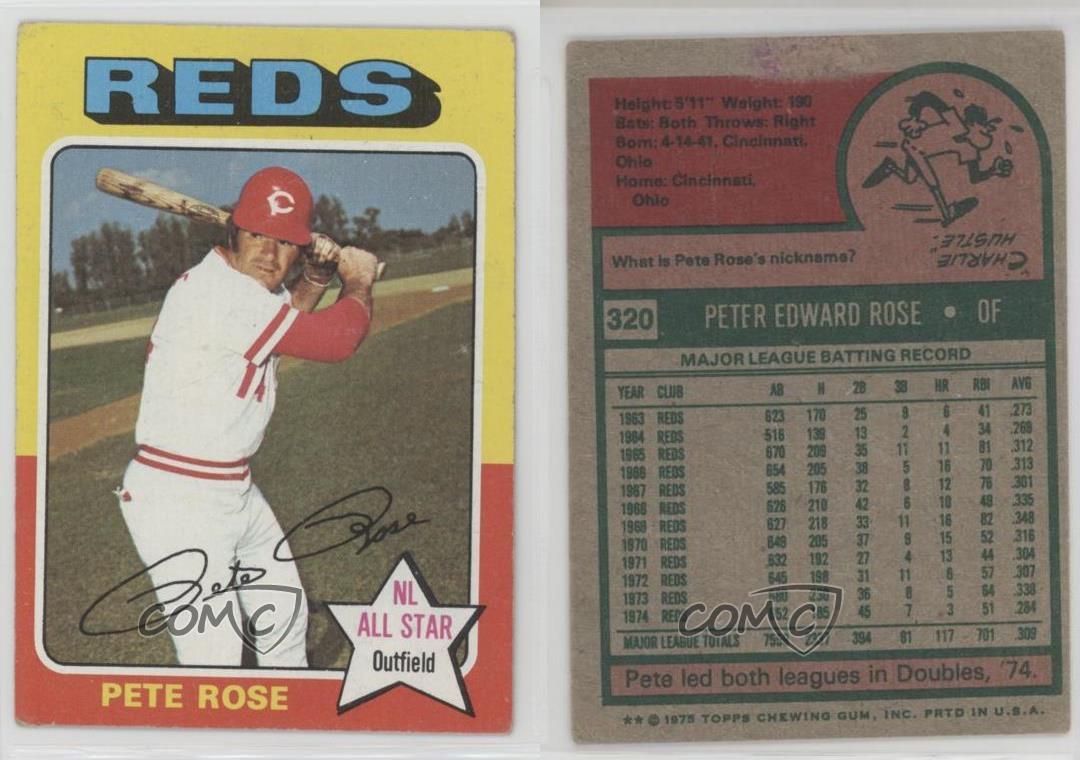 REDS
C
14
Pete Rose
NL
ALL STAR
Outfield
PETE ROSE
COMC
Height: 5'11" Weight: 190
Bats: Both Throws: Right
Born: 4-14-41, Cincinnati,
Ohio
Home: Cincinnati,
Ohio
"CHARLIE
HUSTLE"
What is Pete Rose's nickname?
320 PETER EDWARD ROSE • OF
MAJOR LEAGUE BATTING RECORD
YEAR CLUB AB H 2B 3B HR RBI AVG
1963 REDS 623 170 25 9 6 41 .273
1964 REDS 516 139 13 2 4 34 .269
1965 REDS 670 209 35 11 11 81 .312
1966 REDS 654 205 38 5 16 70 .313
1967 REDS 585 176 32 8 12 76 .301
1968 REDS 626 210 42 6 10 49 .335
1969 REDS 627 218 33 11 16 82 .348
1970 REDS 649 205 37 9 15 52 .316
1971 REDS 632 192 27 4 13 44 .304
1972 REDS 645 198 31 11 6 57 .307
1973 REDS 680 230 36 8 5 64 .338
1974 REDS 652 185 45 7 3 51 .284
MAJOR LEAGUE TOTALS 394 91 117 701 .309
COMC
Pete led both leagues in Doubles, '74.
** © 1975 TOPPS CHEWING GUM, INC. PRTD IN U.S.A.